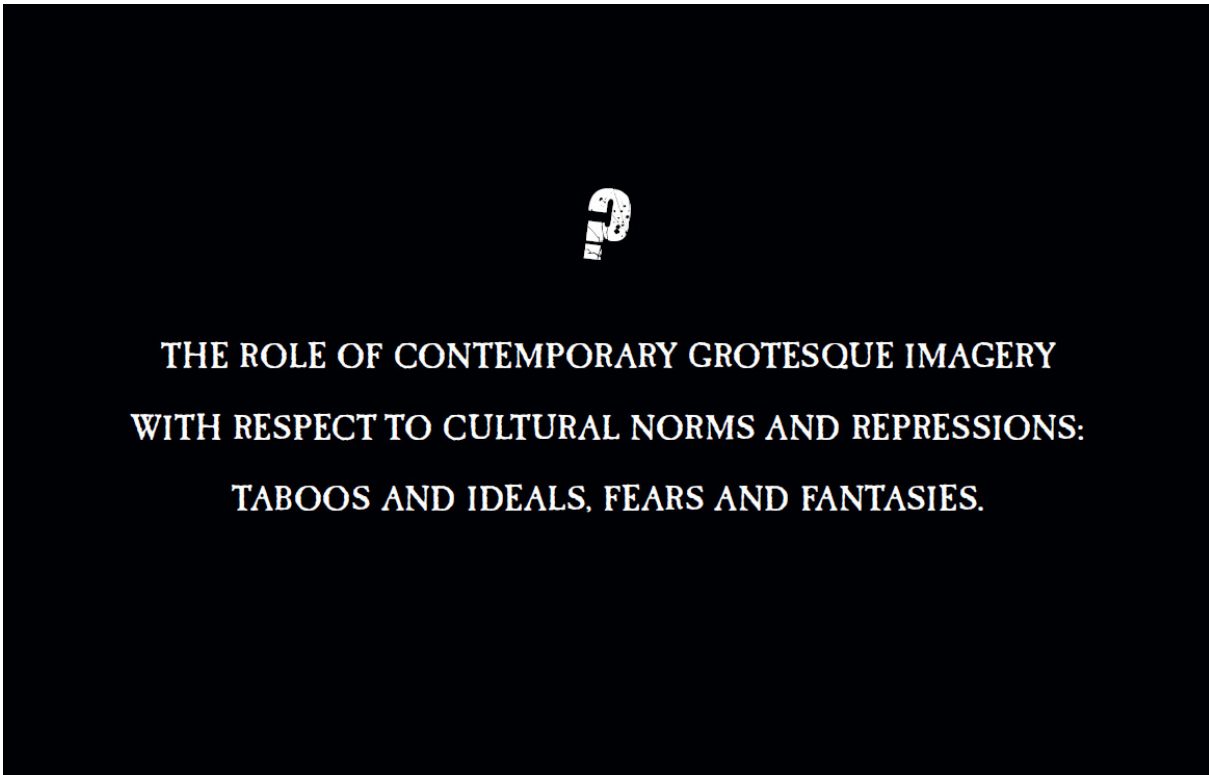 ?
THE ROLE OF CONTEMPORARY GROTESQUE IMAGERY
WITH RESPECT TO CULTURAL NORMS AND REPRESSIONS:
TABOOS AND IDEALS, FEARS AND FANTASIES.